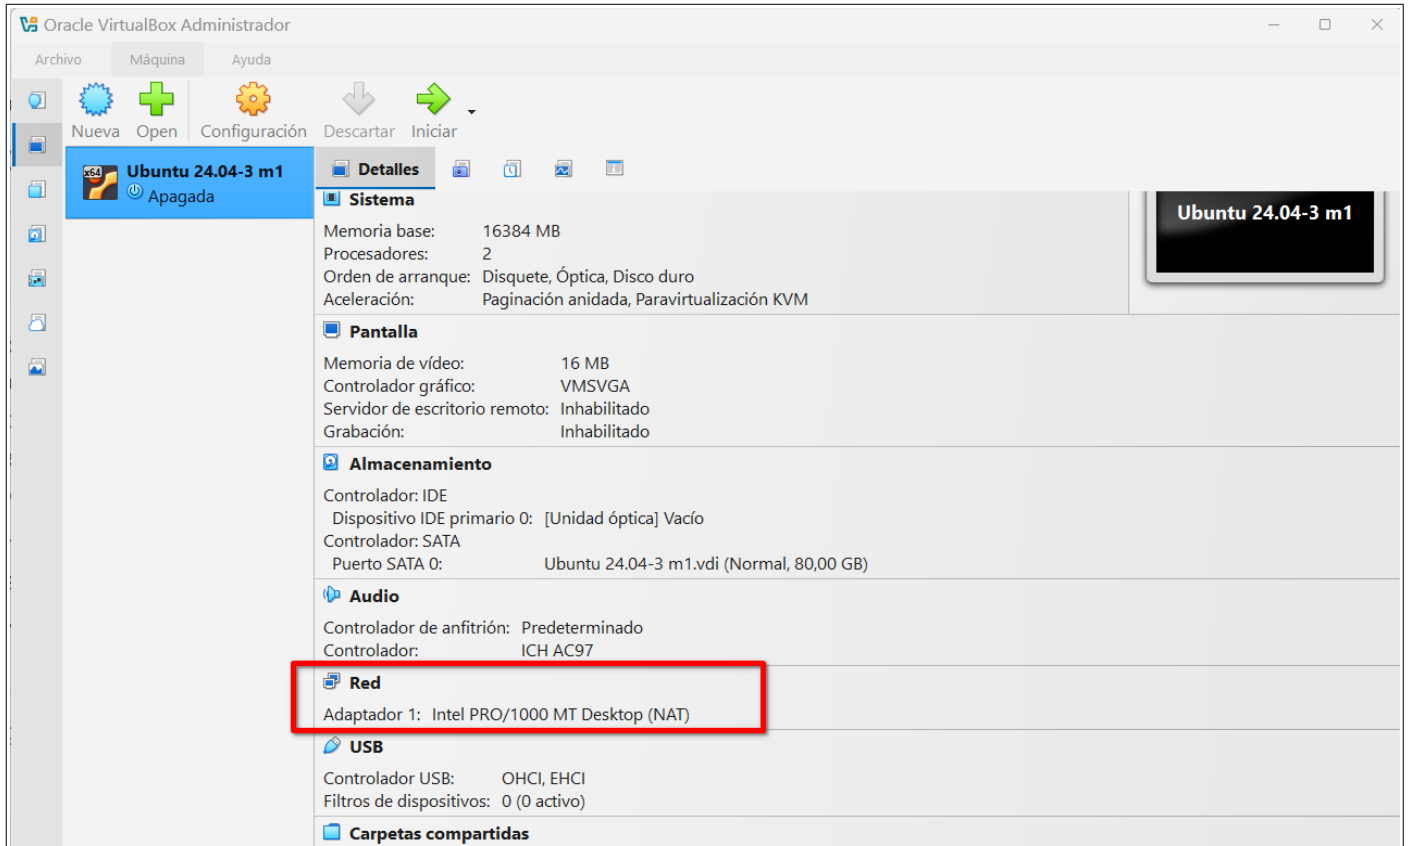 Oracle VirtualBox Administrador
Archivo Máquina Ayuda
Nueva Open Configuración Descartar Iniciar
x64 Ubuntu 24.04-3 m1
Apagada
Detalles
Sistema
Memoria base: 16384 MB
Procesadores: 2
Orden de arranque: Disquete, Óptica, Disco duro
Aceleración: Paginación anidada, Paravirtualización KVM
Ubuntu 24.04-3 m1
Pantalla
Memoria de vídeo: 16 MB
Controlador gráfico: VMSVGA
Servidor de escritorio remoto: Inhabilitado
Grabación: Inhabilitado
Almacenamiento
Controlador: IDE
Dispositivo IDE primario 0: [Unidad óptica] Vacío
Controlador: SATA
Puerto SATA 0: Ubuntu 24.04-3 m1.vdi (Normal, 80,00 GB)
Audio
Controlador de anfitrión: Predeterminado
Controlador: ICH AC97
Red
Adaptador 1: Intel PRO/1000 MT Desktop (NAT)
USB
Controlador USB: OHCI, EHCI
Filtros de dispositivos: 0 (0 activo)
Carpetas compartidas